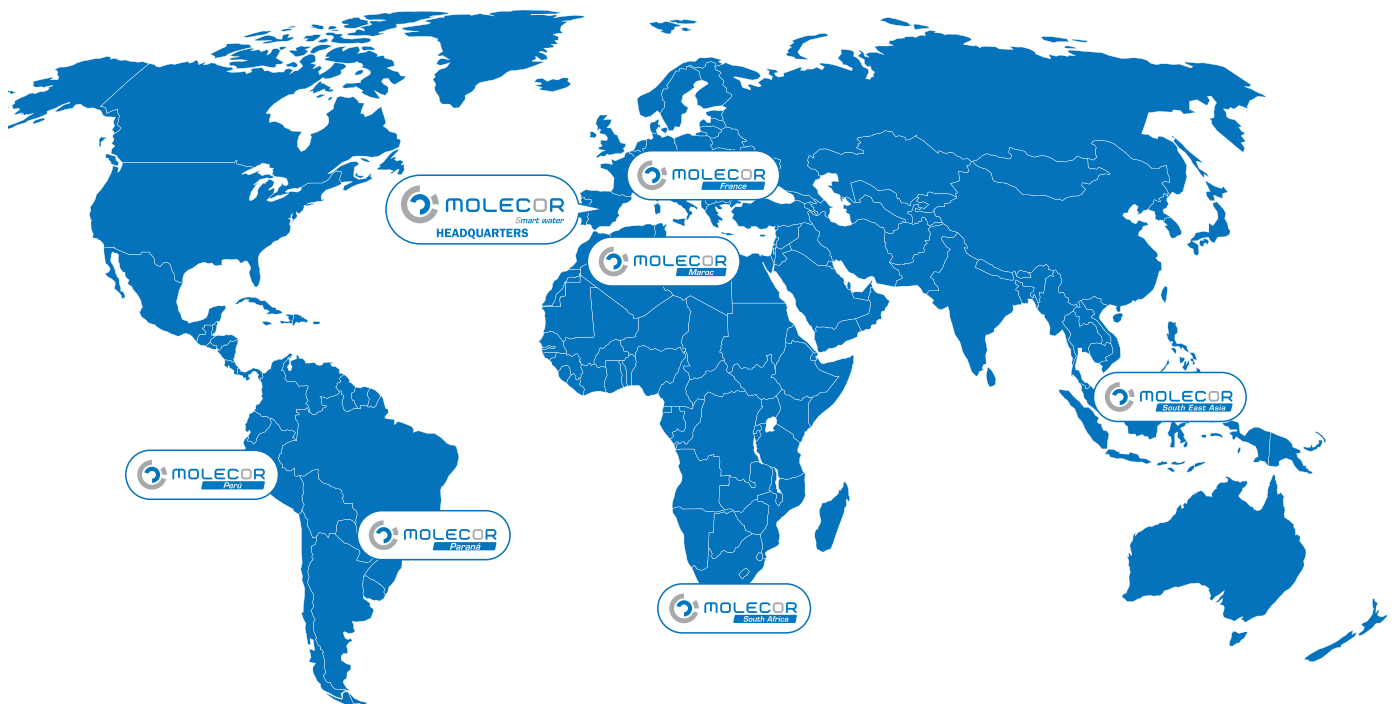 MOLECOR
France
MOLECOR
Smart water
HEADQUARTERS
MOLECOR
Maroc
MOLECOR
South East Asia
MOLECOR
Perú
MOLECOR
Paraná
MOLECOR
South Africa